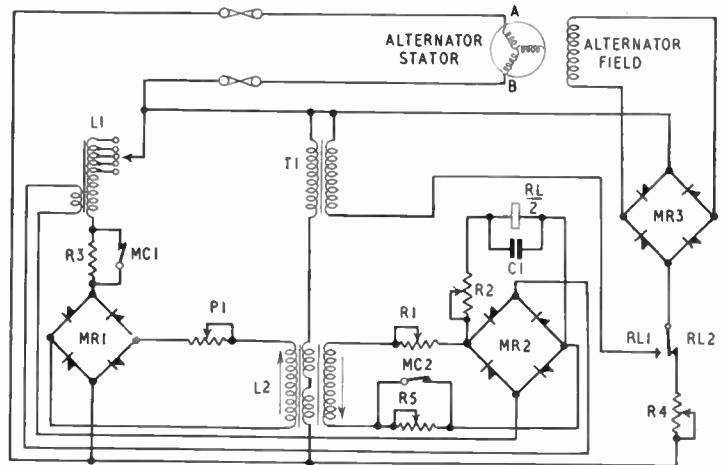 A
ALTERNATOR
STATOR
B
ALTERNATOR
FIELD
L1
T1
RL
2
C1
MR3
R3
MC1
R2
P1
R1
MR1
MR2
RL1
RL2
MC2
L2
R5
R4